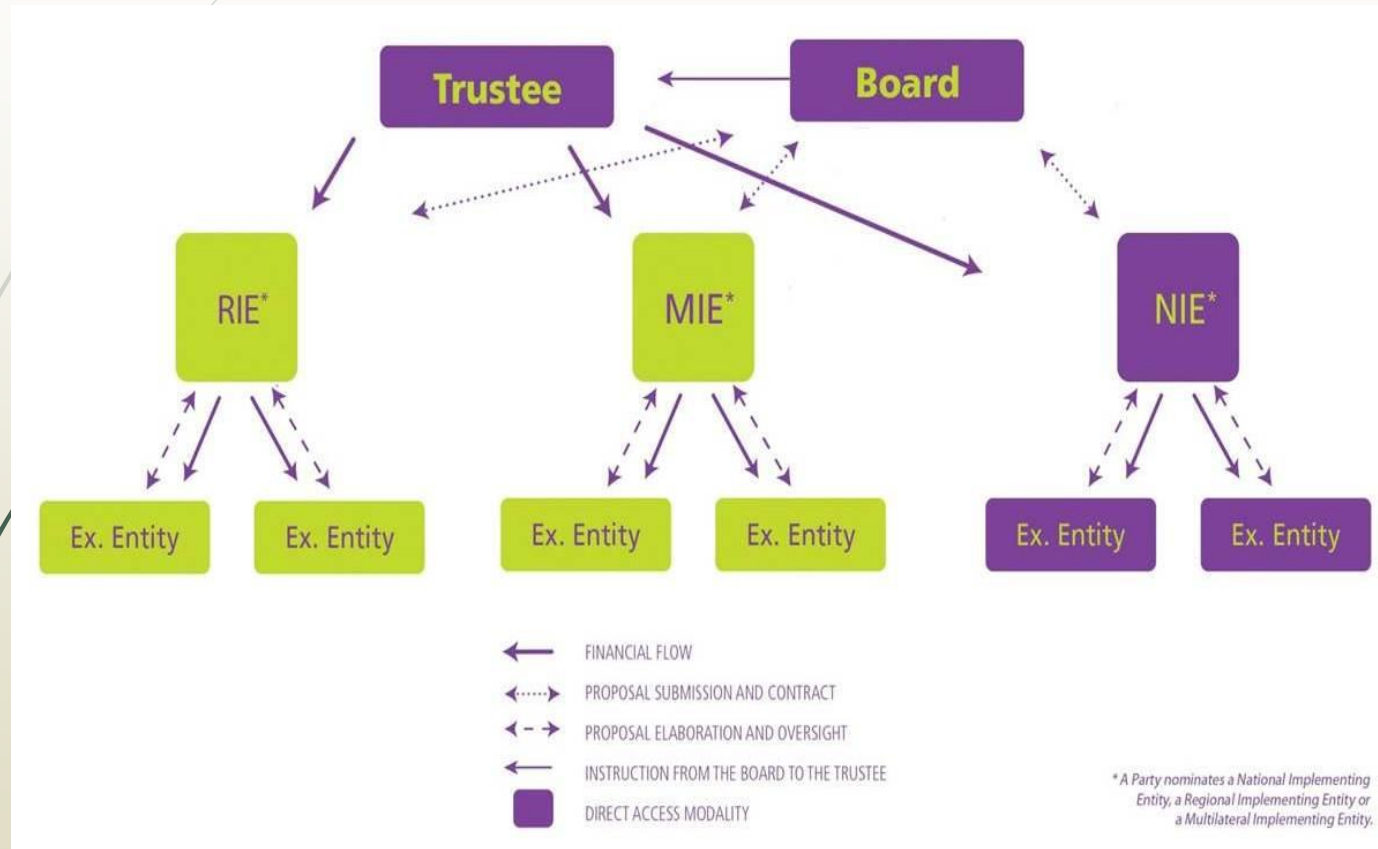 Trustee
Board
RIE*
MIE*
NIE*
Ex. Entity
Ex. Entity
Ex. Entity
Ex. Entity
Ex. Entity
Ex. Entity
FINANCIAL FLOW
PROPOSAL SUBMISSION AND CONTRACT
PROPOSAL ELABORATION AND OVERSIGHT
INSTRUCTION FROM THE BOARD TO THE TRUSTEE
DIRECT ACCESS MODALITY
* A Party nominates a National Implementing
Entity, a Regional Implementing Entity or
a Multilateral Implementing Entity.